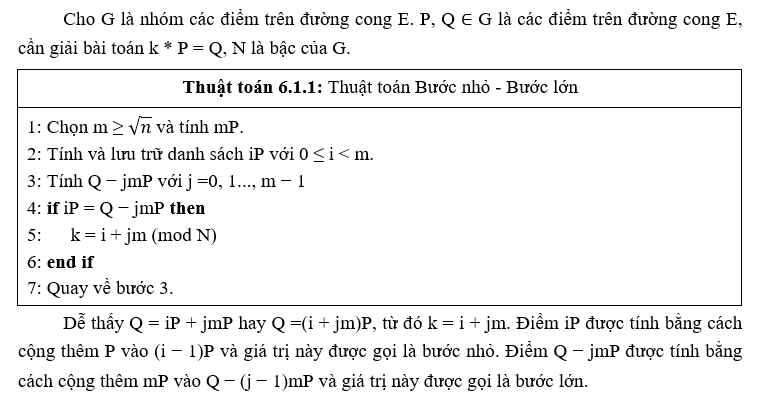 Cho G là nhóm các điểm trên đường cong E. P, Q ∈ G là các điểm trên đường cong E,
cần giải bài toán k * P = Q, N là bậc của G.
Thuật toán 6.1.1: Thuật toán Bước nhỏ - Bước lớn
1: Chọn m ≥ √n và tính mP.
2: Tính và lưu trữ danh sách iP với 0 ≤ i < m.
3: Tính Q − jmP với j =0, 1..., m − 1
4: if iP = Q − jmP then
5: k = i + jm (mod N)
6: end if
7: Quay về bước 3.
Dễ thấy Q = iP + jmP hay Q =(i + jm)P, từ đó k = i + jm. Điểm iP được tính bằng cách
cộng thêm P vào (i − 1)P và giá trị này được gọi là bước nhỏ. Điểm Q − jmP được tính bằng
cách cộng thêm mP vào Q − (j − 1)mP và giá trị này được gọi là bước lớn.